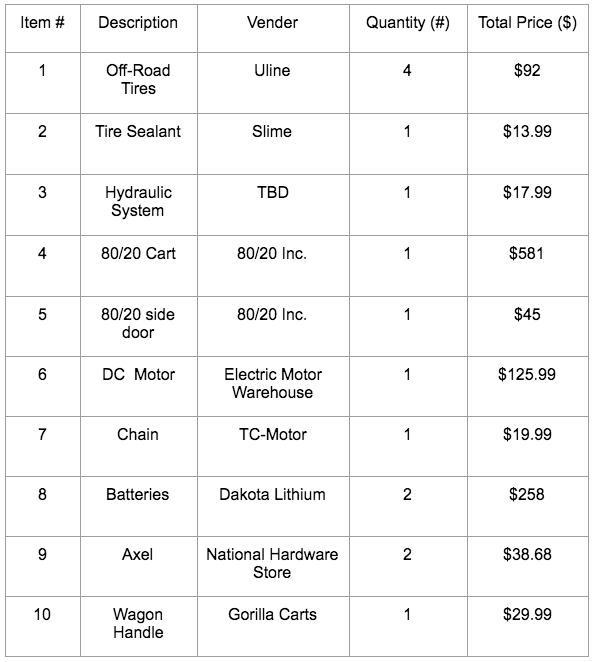 Item # Description Vender Quantity (#) Total Price ($)
1 Off-Road Tires Uline 4 $92
2 Tire Sealant Slime 1 $13.99
3 Hydraulic System TBD 1 $17.99
4 80/20 Cart 80/20 Inc. 1 $581
5 80/20 side door 80/20 Inc. 1 $45
6 DC Motor Electric Motor Warehouse 1 $125.99
7 Chain TC-Motor 1 $19.99
8 Batteries Dakota Lithium 2 $258
9 Axel National Hardware Store 2 $38.68
10 Wagon Handle Gorilla Carts 1 $29.99